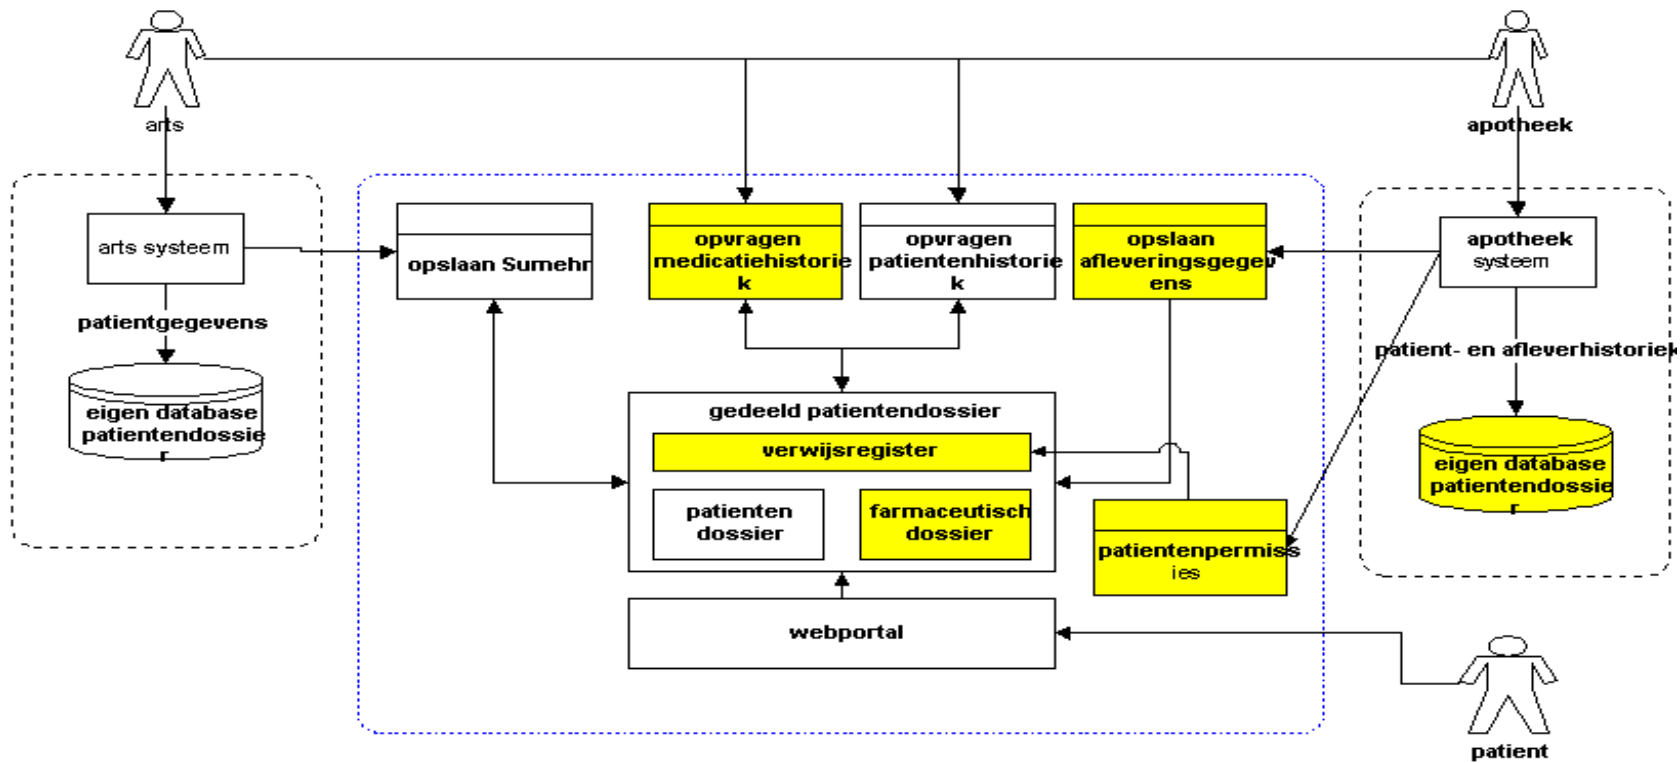 arts
apotheek
arts systeem
opslaan Sumehr
opvragen
medicatiehistorie
k
opvragen
patientenhistorie
k
opslaan
afleveringsgegev
ens
apotheek
systeem
patientgegevens
patient- en afleverhistoriek
eigen database
patientendossie
r
gedeeld patientendossier
verwijsregister
patienten
dossier
farmaceutisch
dossier
patientenpermiss
ies
eigen database
patientendossie
r
webportal
patient